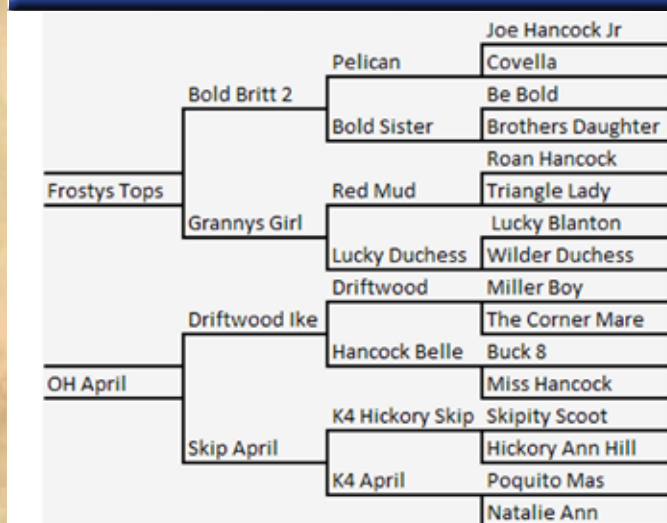 Joe Hancock Jr
Pelican Covella
Bold Britt 2 Be Bold
Bold Sister Brothers Daughter
Roan Hancock
Frostys Tops Red Mud Triangle Lady
Grannys Girl Lucky Blanton
Lucky Duchess Wilder Duchess
Driftwood Miller Boy
Driftwood Ike The Corner Mare
Hancock Belle Buck 8
OH April Miss Hancock
K4 Hickory Skip Skipity Scoot
Skip April Hickory Ann Hill
K4 April Poquito Mas
Natalie Ann